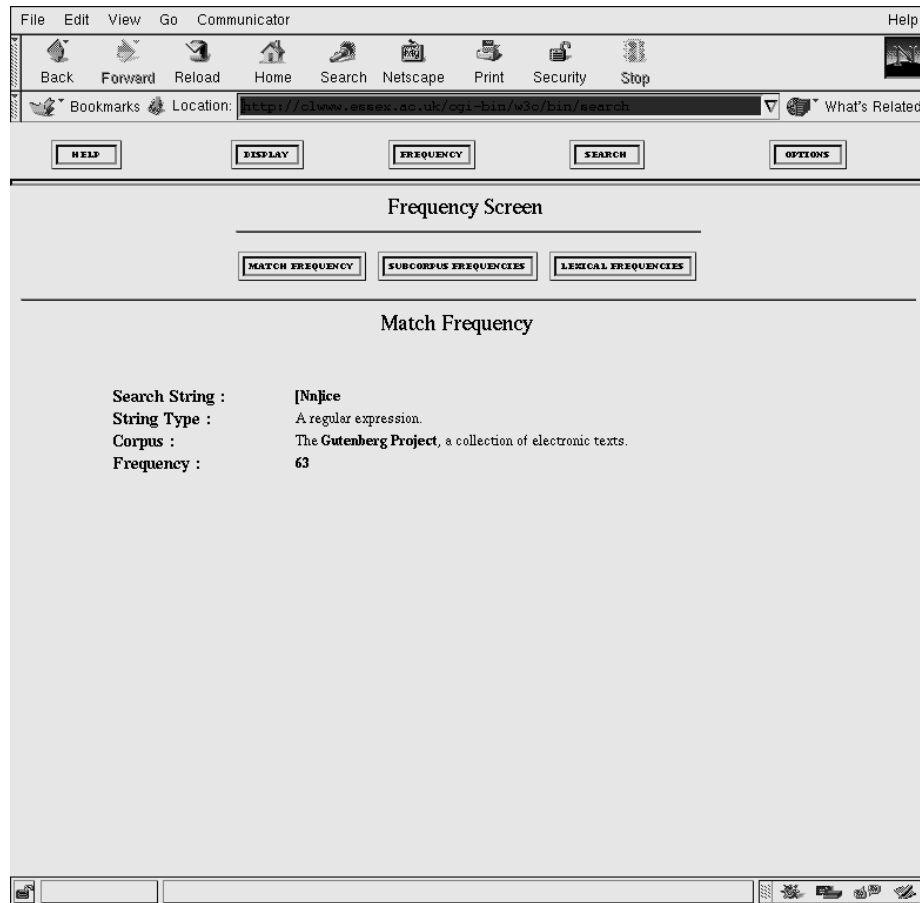 File Edit View Go Communicator Help
Back Forward Reload Home Search Netscape Print Security Stop
Bookmarks Location: http://clwww.essex.ac.uk/cgi-bin/w3c/bin/search What's Related
HELP DISPLAY FREQUENCY SEARCH OPTIONS
Frequency Screen
MATCH FREQUENCY SUBCORPUS FREQUENCIES LEXICAL FREQUENCIES
Match Frequency
Search String : [Nn]ice
String Type : A regular expression.
Corpus : The Gutenberg Project, a collection of electronic texts.
Frequency : 63